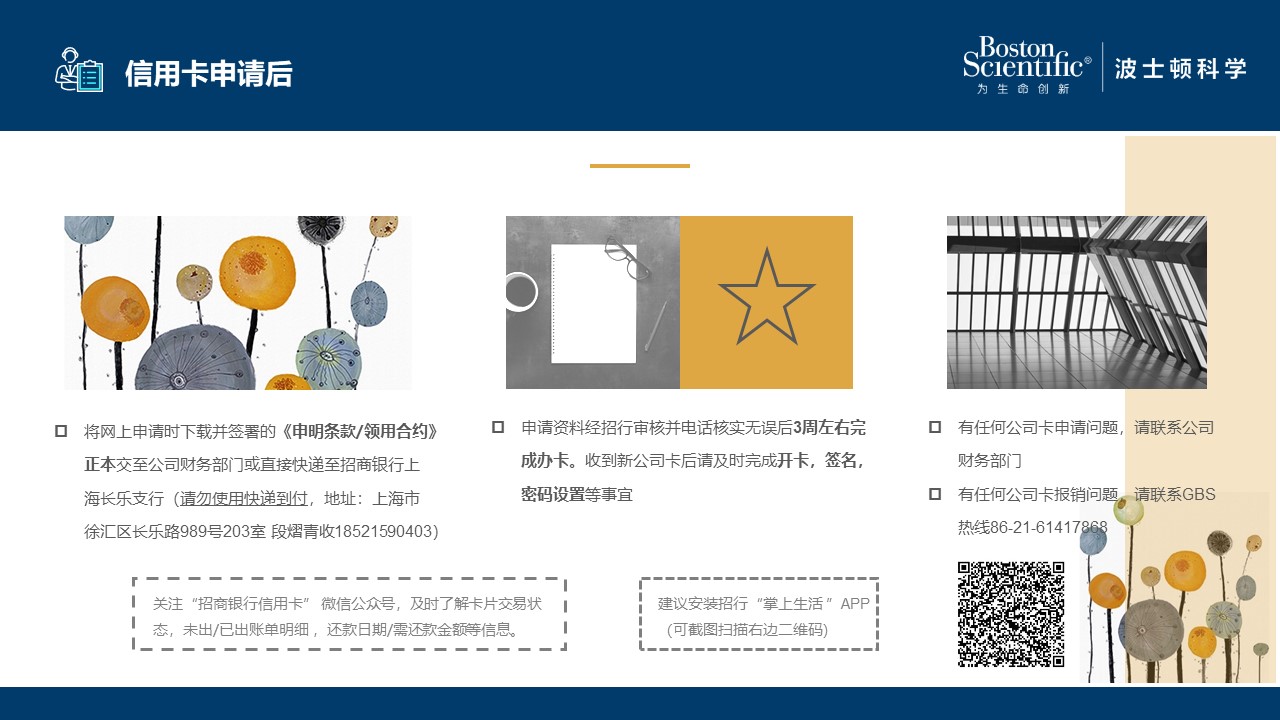 信用卡申请后
Boston
Scientific®
为生命创新
波士顿科学
将网上申请时下载并签署的《申明条款/领用合约》
正本交至公司财务部门或直接快递至招商银行上
海长乐支行（请勿使用快递到付，地址：上海市
徐汇区长乐路989号203室 段熠菁收18521590403）
申请资料经招行审核并电话核实无误后3周左右完
成办卡。收到新公司卡后请及时完成开卡，签名，
密码设置等事宜
有任何公司卡申请问题，请联系公司
财务部门
有任何公司卡报销问题，请联系GBS
热线86-21-61417868
关注“招商银行信用卡”微信公众号，及时了解卡片交易状
态，未出/已出账单明细，还款日期/需还款金额等信息。
建议安装招行“掌上生活”APP
（可截图扫描右边二维码）